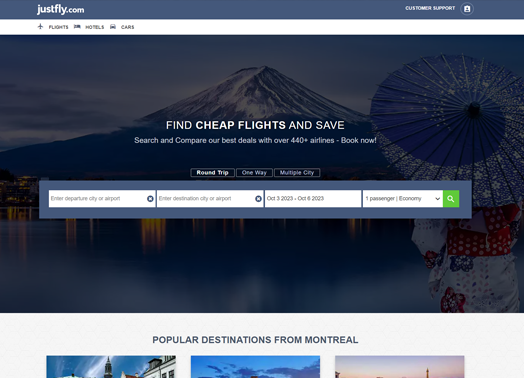 justfly.com
CUSTOMER SUPPORT
FLIGHTS HOTELS CARS
FIND CHEAP FLIGHTS AND SAVE
Search and Compare our best deals with over 440+ airlines - Book now!
Round Trip One Way Multiple City
Enter departure city or airport Enter destination city or airport Oct 3 2023 - Oct 6 2023 1 passenger | Economy
POPULAR DESTINATIONS FROM MONTREAL